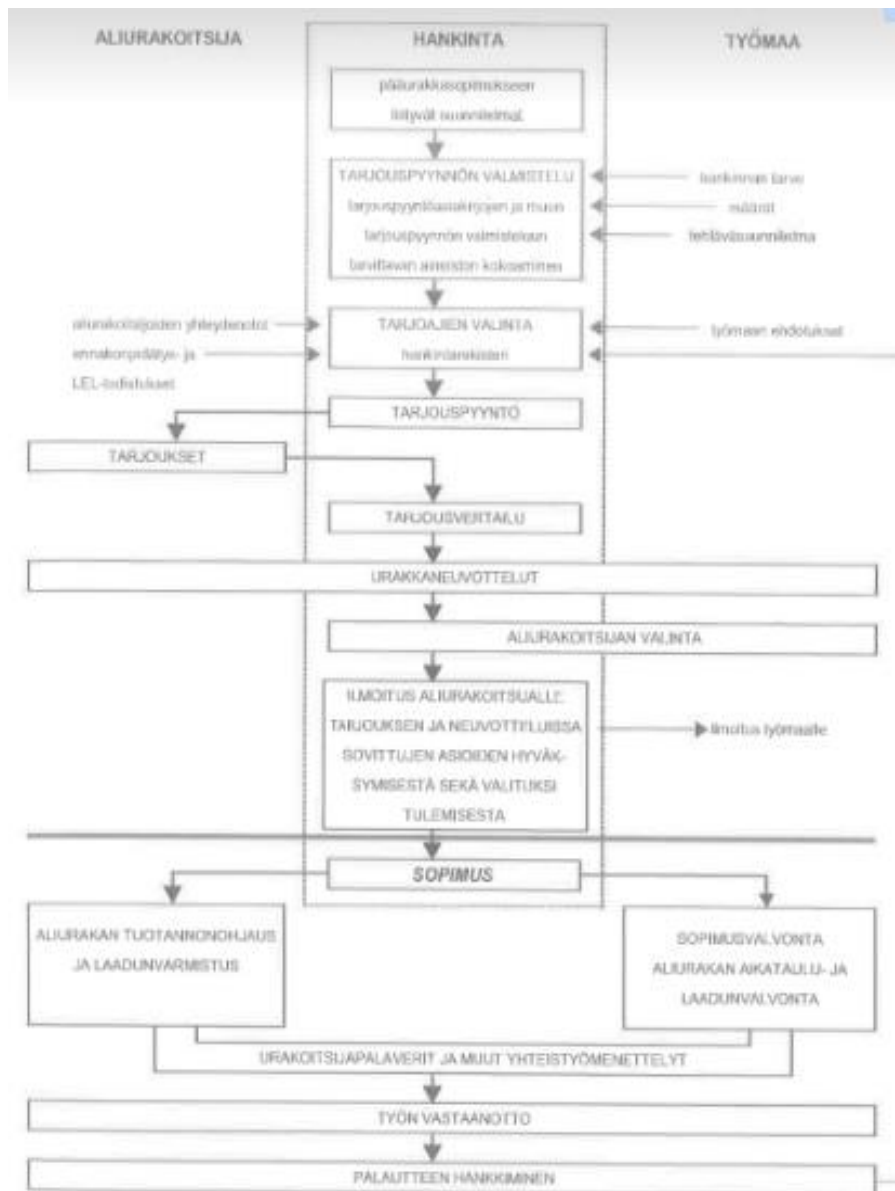 ALIURAKOITSIJA
HANKINTA
TYÖMAA
pääurakkasopimukseen
liittyvät suunnitelmat
TARJOUSPYYNNÖN VALMISTELU
tarjouspyyntöasiakirjojen ja muun
tarjouspyynnön valmisteluun
tarvittavan aineiston kokoaminen
hankinnan tarve
määrät
tehtäväsuunnitelma
aliurakoitsijoiden yhteydenotot
ennakonpidätys- ja
LEL-todistukset
TARJOAJIEN VALINTA
hankintarekisteri
työmaan ehdotukset
TARJOUSPYYNTÖ
TARJOUKSET
TARJOUSVERTAILU
URAKKANEUVOTTELUT
ALIURAKOITSIJAN VALINTA
ILMOITUS ALIURAKOITSIJALLE
TARJOUKSEN JA NEUVOTTELUISSA
SOVITTUJEN ASIOIDEN HYVÄK-
SYMISESTÄ SEKÄ VALITUKSI
TULEMISESTA
Ilmoitus työmaalle
SOPIMUS
ALIURAKAN TUOTANNONOHJAUS
JA LAADUNVARMISTUS
SOPIMUSVALVONTA
ALIURAKAN AIKATAULU- JA
LAADUNVALVONTA
URAKOITSIJAPALAVERIT JA MUUT YHTEISTYÖMENETTELYT
TYÖN VASTAANOTTO
PALAUTTEEN HANKKIMINEN